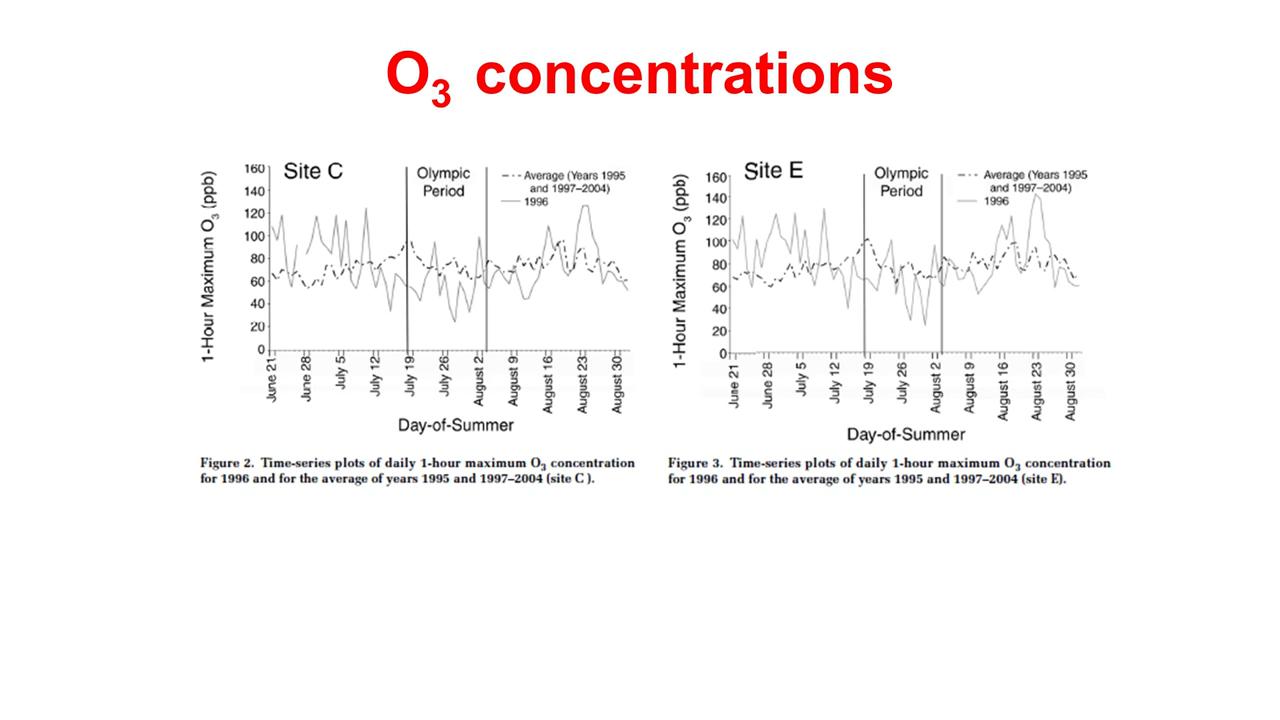 O3 concentrations
1-Hour Maximum O3 (ppb)
160
140
120
100
80
60
40
20
0
Site C
Olympic
Period
Average (Years 1995
and 1997–2004)
1996
June 21
June 28
July 5
July 12
July 19
July 26
August 2
August 9
August 16
August 23
August 30
Day-of-Summer
Figure 2. Time-series plots of daily 1-hour maximum O3 concentration
for 1996 and for the average of years 1995 and 1997–2004 (site C ).
1-Hour Maximum O3 (ppb)
160
140
120
100
80
60
40
20
0
Site E
Olympic
Period
Average (Years 1995
and 1997–2004)
1996
June 21
June 28
July 5
July 12
July 19
July 26
August 2
August 9
August 16
August 23
August 30
Day-of-Summer
Figure 3. Time-series plots of daily 1-hour maximum O3 concentration
for 1996 and for the average of years 1995 and 1997–2004 (site E).